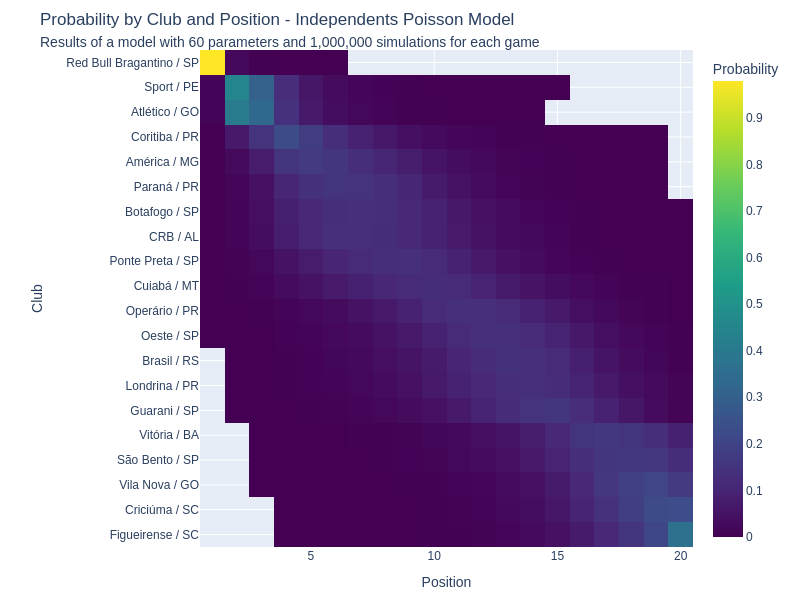 Probability by Club and Position - Independents Poisson Model
Results of a model with 60 parameters and 1,000,000 simulations for each game
Probability
Red Bull Bragantino / SP
Sport / PE
Atlético / GO
Coritiba / PR
América / MG
Paraná / PR
Botafogo / SP
CRB / AL
Ponte Preta / SP
Cuiabá / MT
Operário / PR
Oeste / SP
Brasil / RS
Londrina / PR
Guarani / SP
Vitória / BA
São Bento / SP
Vila Nova / GO
Criciúma / SC
Figueirense / SC
Club
5
10
15
20
Position
0.9
0.8
0.7
0.6
0.5
0.4
0.3
0.2
0.1
0